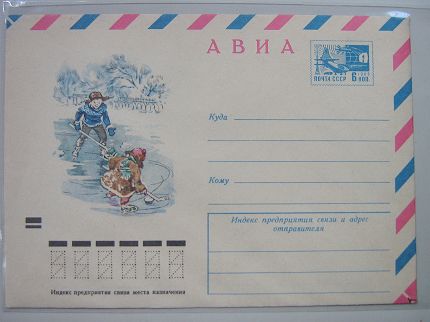 АВИА
ПОЧТА СССР
6
коп.
Куда
Кому
Индекс предприятия связи и адрес
отправителя
Индекс предприятия связи места назначения